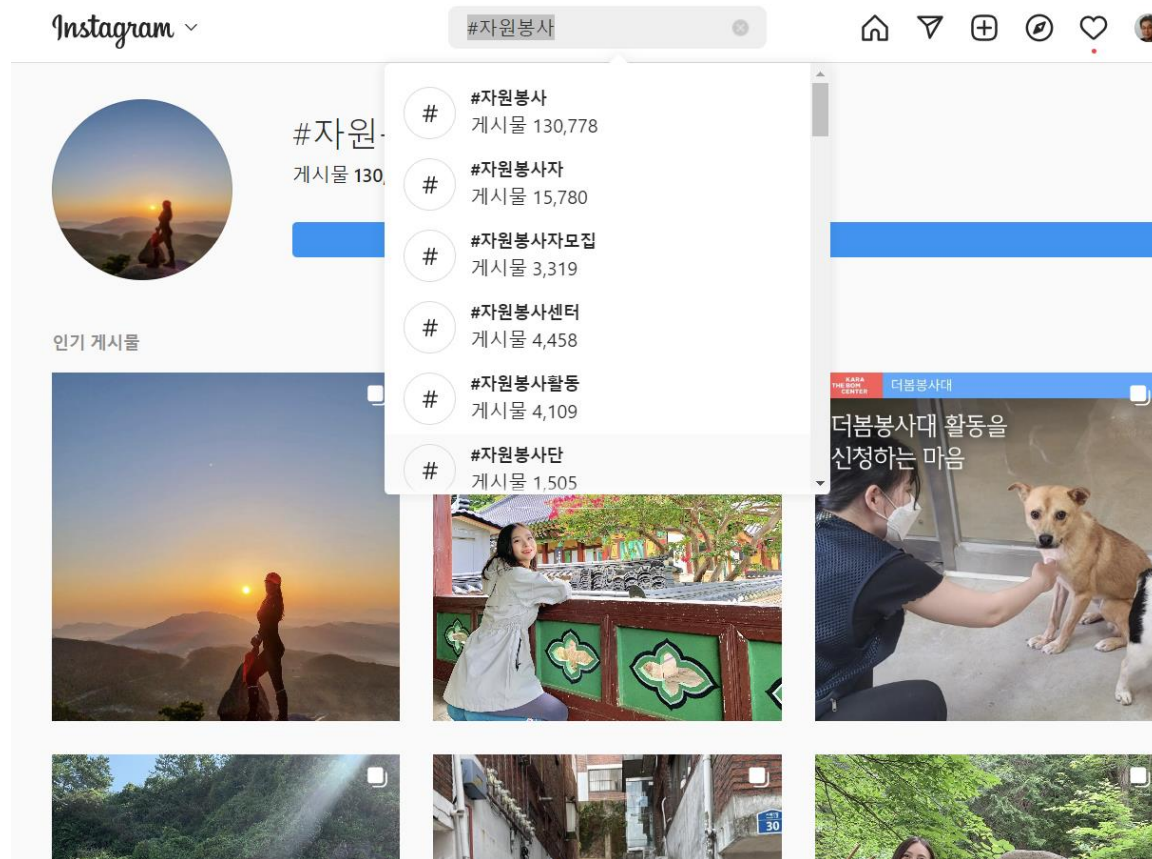 Instagram
#자원봉사
#자원
게시물 130,
#자원봉사
게시물 130,778
#자원봉사자
게시물 15,780
#자원봉사자모집
게시물 3,319
#자원봉사센터
게시물 4,458
#자원봉사활동
게시물 4,109
#자원봉사단
게시물 1,505
인기 게시물
KARA
THE BOM
CENTER
더봄봉사대
더봄봉사대 활동을
신청하는 마음
30